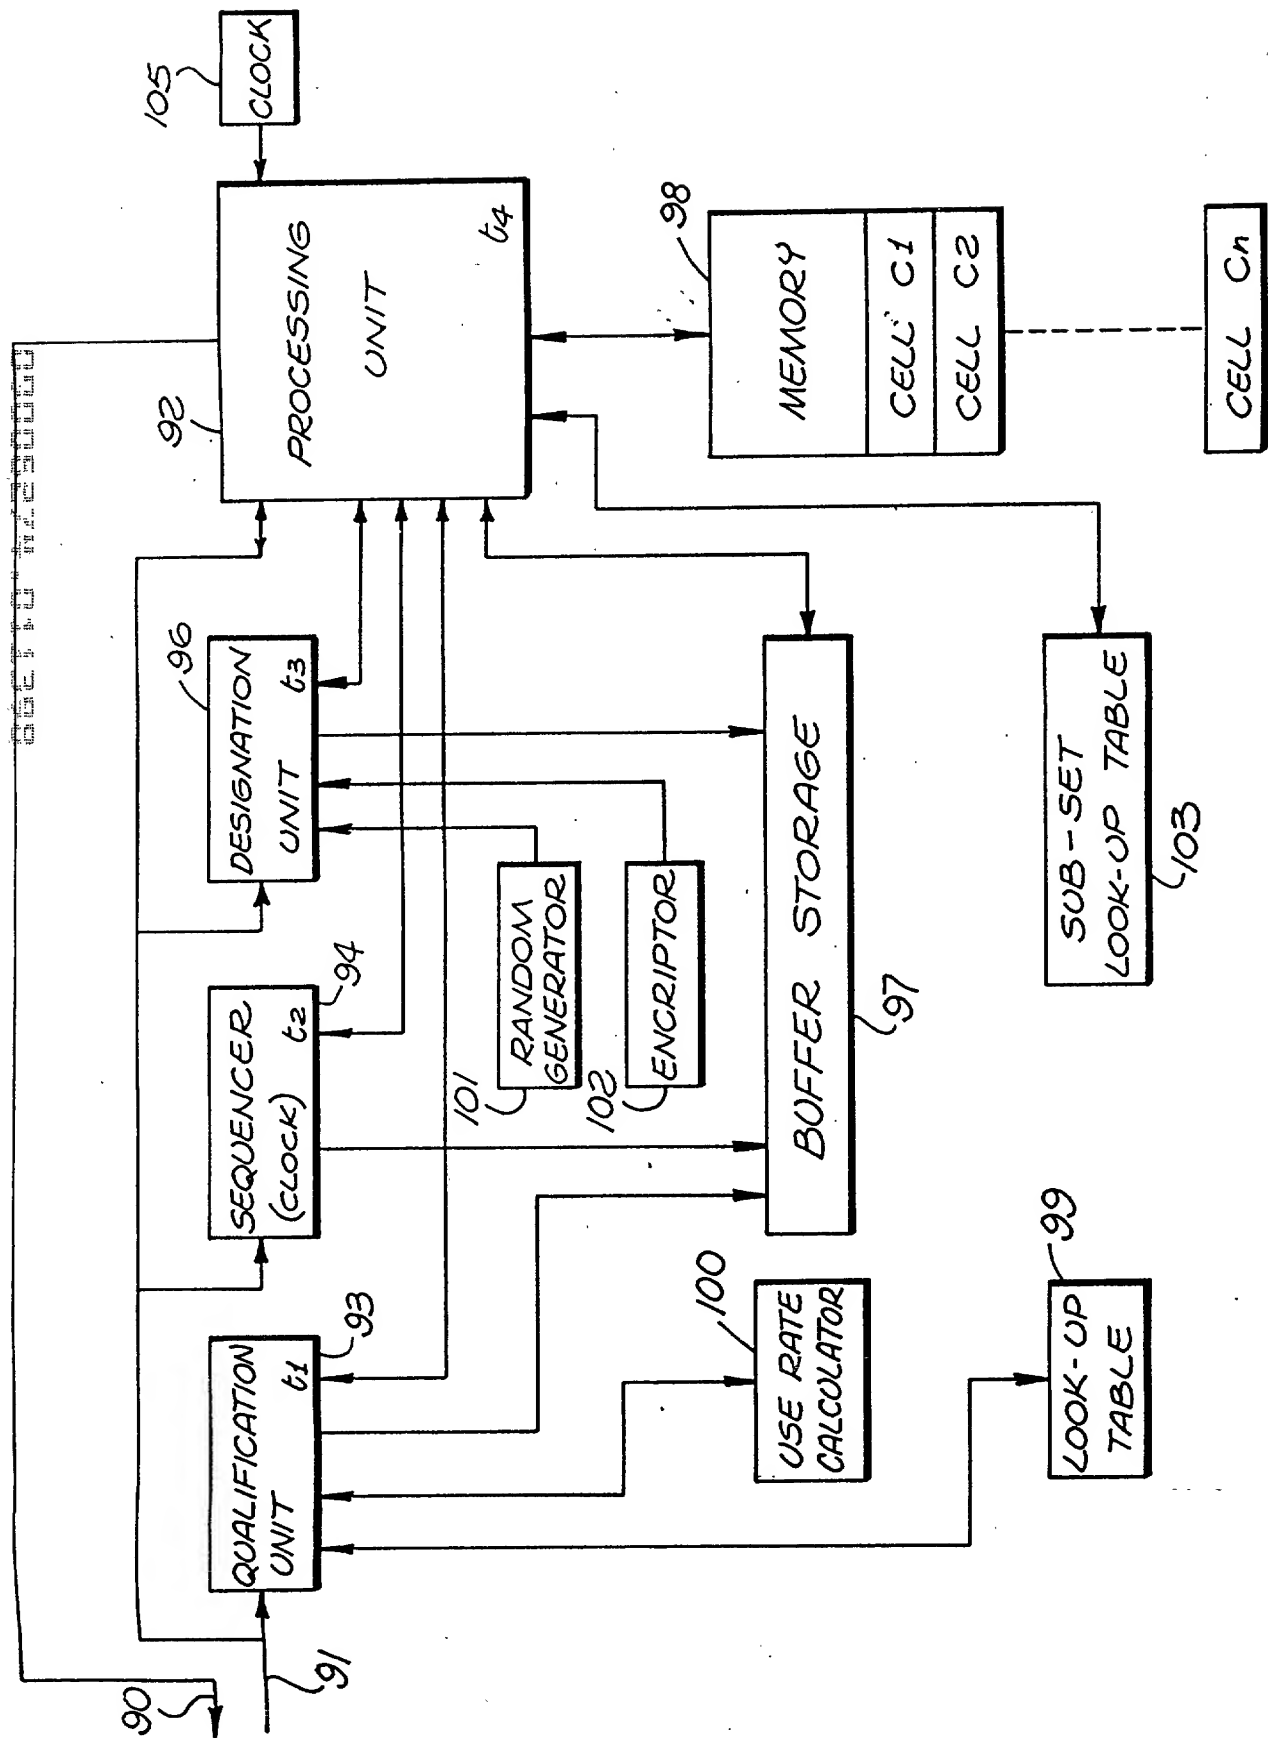 90
91
QUALIFICATION
UNIT
t1
93
SEQUENCER
(CLOCK)
t2
94
DESIGNATION
UNIT
t3
96
92
PROCESSING
UNIT
t4
105
CLOCK
101
RANDOM
GENERATOR
102
ENCRIPTOR
100
USE RATE
CALCULATOR
BUFFER STORAGE
97
98
MEMORY
CELL C1
CELL C2
CELL Cn
99
LOOK-UP
TABLE
SUB-SET
LOOK-UP TABLE
103